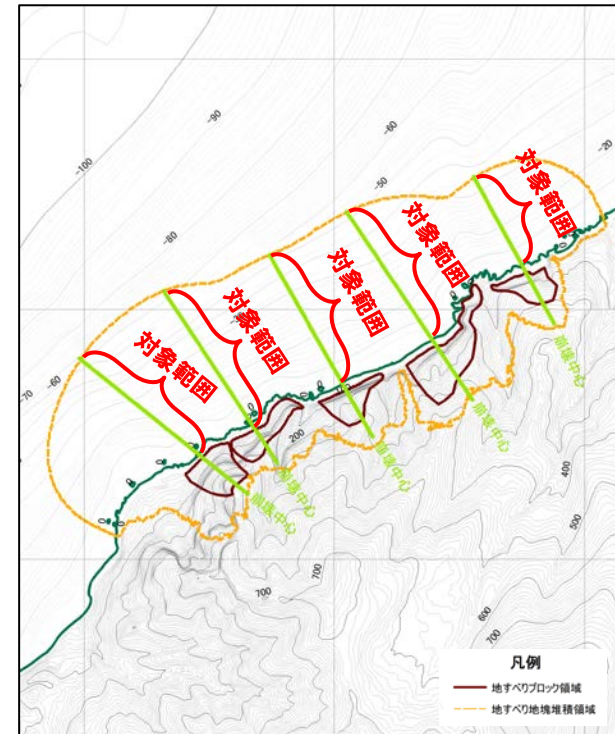 -90
-60
-20
-100
-50
-80
対象範囲
対象範囲
対象範囲
対象範囲
対象範囲
-70
-60
200
崩壊中心
崩壊中心
崩壊中心
崩壊中心
崩壊中心
400
500
600
700
700
700
凡例
地すべりブロック領域
地すべり地塊堆積領域